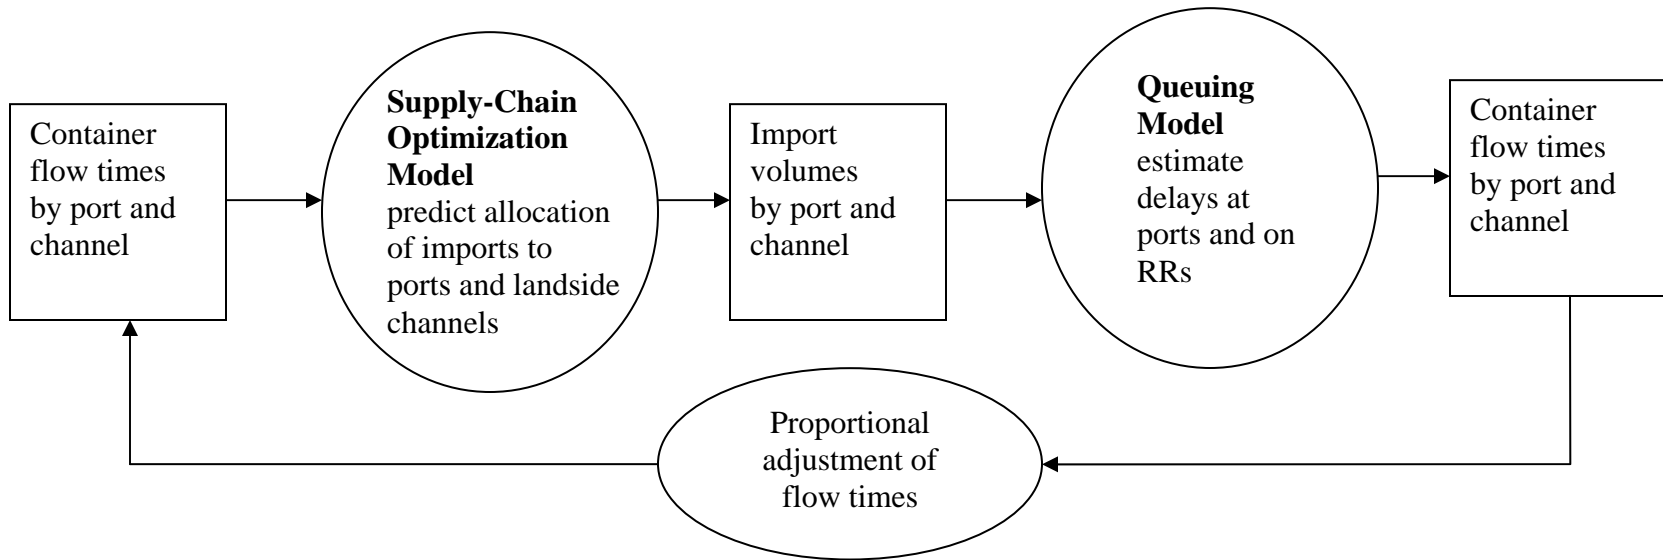 Container
flow times
by port and
channel
Supply-Chain
Optimization
Model
predict allocation
of imports to
ports and landside
channels
Import
volumes
by port and
channel
Queuing
Model
estimate
delays at
ports and on
RRs
Container
flow times
by port and
channel
Proportional
adjustment of
flow times